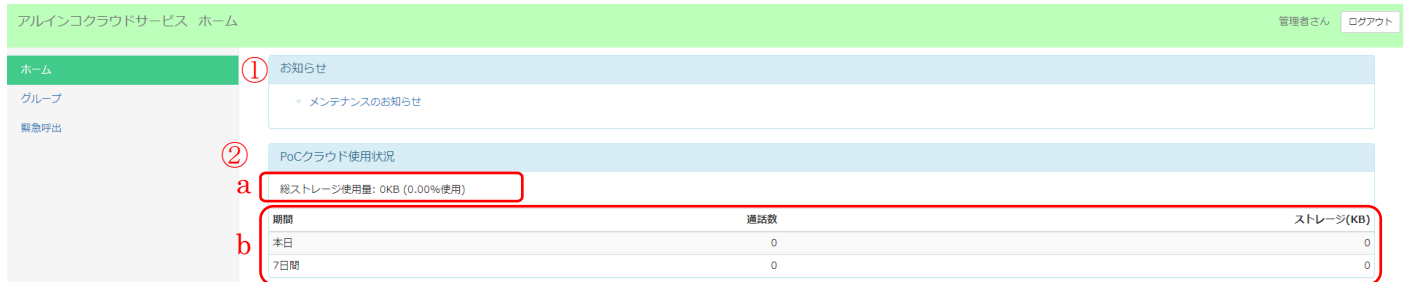 アルインコクラウドサービス ホーム
管理者さん ログアウト
ホーム
グループ
緊急呼出
① お知らせ
メンテナンスのお知らせ
② PoCクラウド使用状況
a 総ストレージ使用量: 0KB (0.00%使用)
b
期間 通話数 ストレージ(KB)
本日 0 0
7日間 0 0